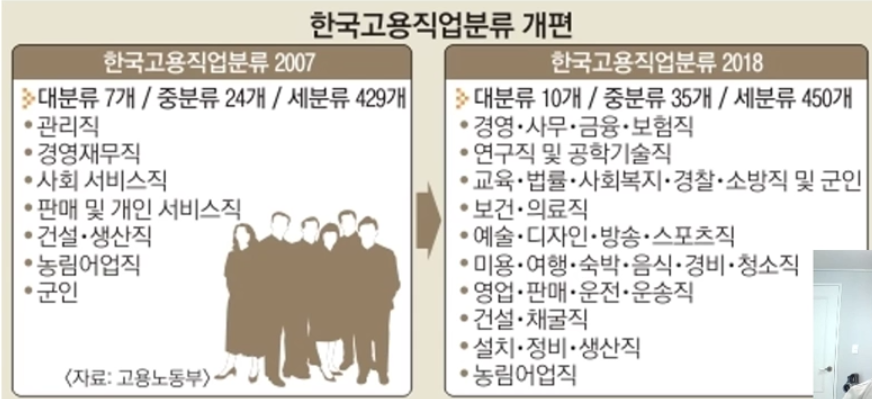 한국고용직업분류 개편
한국고용직업분류 2007
대분류 7개 / 중분류 24개 / 세분류 429개
• 관리직
• 경영재무직
• 사회 서비스직
• 판매 및 개인 서비스직
• 건설·생산직
• 농림어업직
• 군인
〈자료: 고용노동부〉
한국고용직업분류 2018
대분류 10개 / 중분류 35개 / 세분류 450개
• 경영·사무·금융·보험직
• 연구직 및 공학기술직
• 교육·법률·사회복지·경찰·소방직 및 군인
• 보건·의료직
• 예술·디자인·방송·스포츠직
• 미용·여행·숙박·음식·경비·청소직
• 영업·판매·운전·운송직
• 건설·채굴직
• 설치·정비·생산직
• 농림어업직